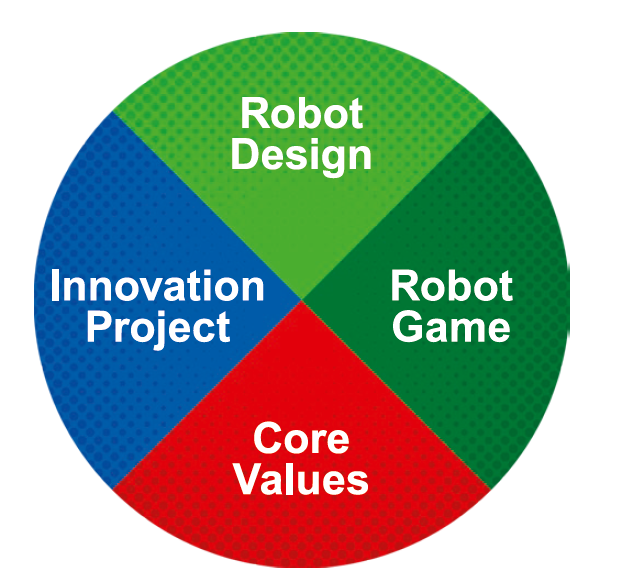 Robot
Design
Innovation
Project
Robot
Game
Core
Values